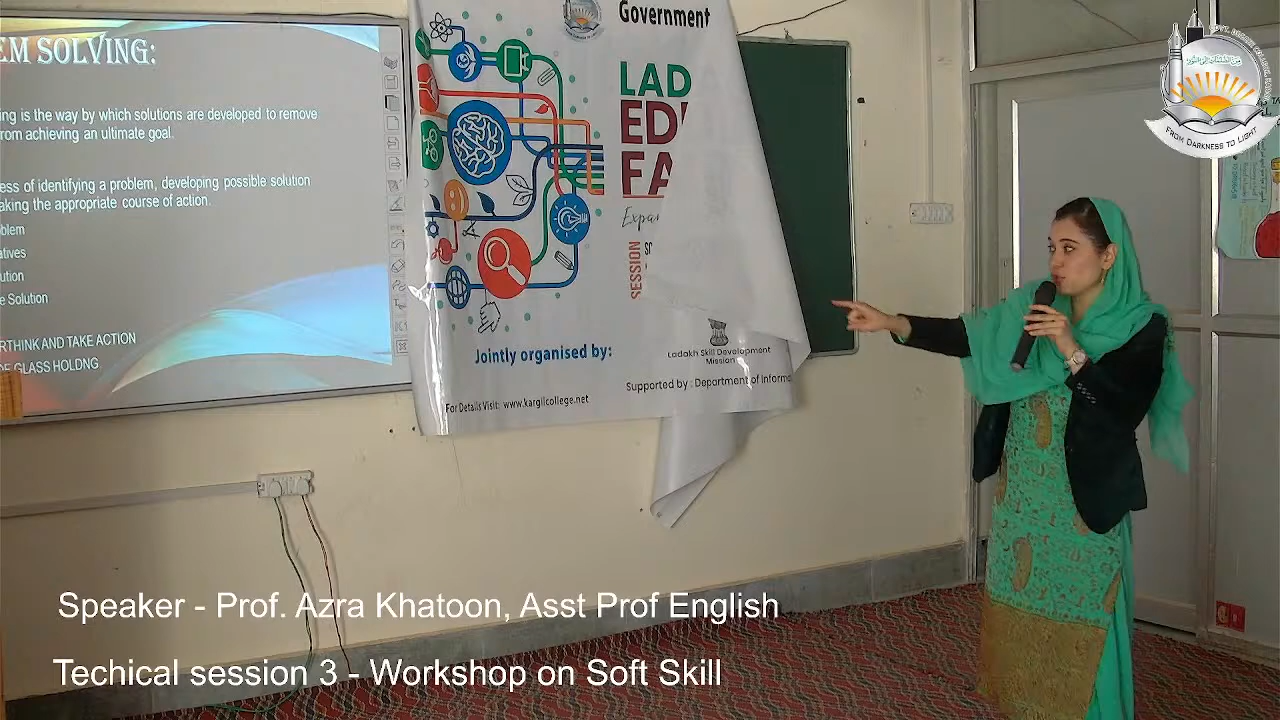 EM SOLVING:
ing is the way by which solutions are developed to remove
rom achieving an ultimate goal.
ess of identifying a problem, developing possible solution
aking the appropriate course of action.
blem
atives
ution
e Solution
RTHINK AND TAKE ACTION
OF GLASS HOLDNG
Government
LAD
EDU
FA
Expan
SESSION
Jointly organised by:
Ladakh Skill Development
Mission
Supported by : Department of Informa
For Details Visit: www.kargilcollege.net
FROM DARKNESS TO LIGHT
Speaker - Prof. Azra Khatoon, Asst Prof English
Techical session 3 - Workshop on Soft Skill